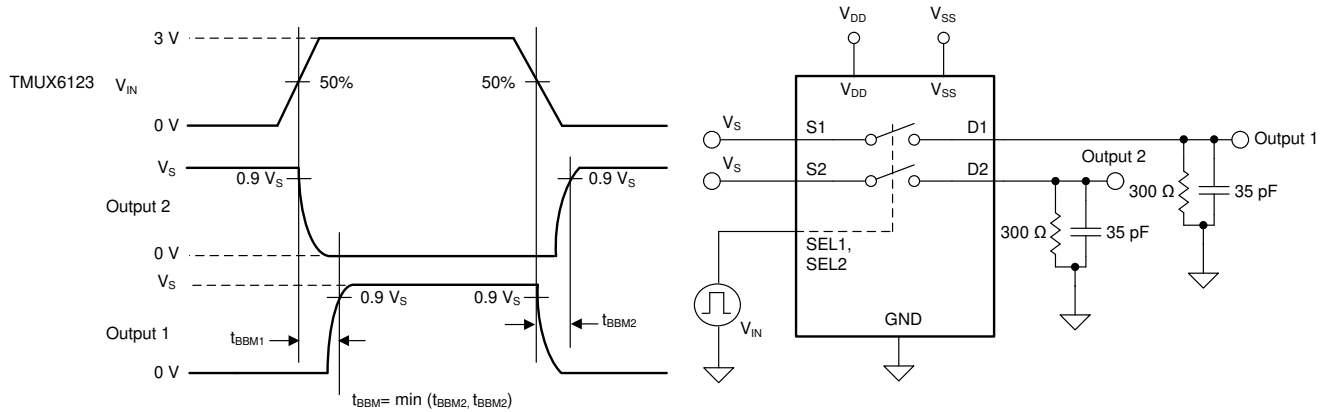 3 V
TMUX6123 V_IN
50%
50%
0 V
V_S
0.9 V_S
0.9 V_S
Output 2
0 V
V_S
0.9 V_S
0.9 V_S
Output 1
t_BBM1
t_BBM2
0 V
t_BBM= min (t_BBM2, t_BBM2)
V_DD
V_SS
V_DD
V_SS
V_S
S1
D1
Output 1
V_S
S2
D2
Output 2
300 Ω
35 pF
300 Ω
35 pF
SEL1,
SEL2
V_IN
GND